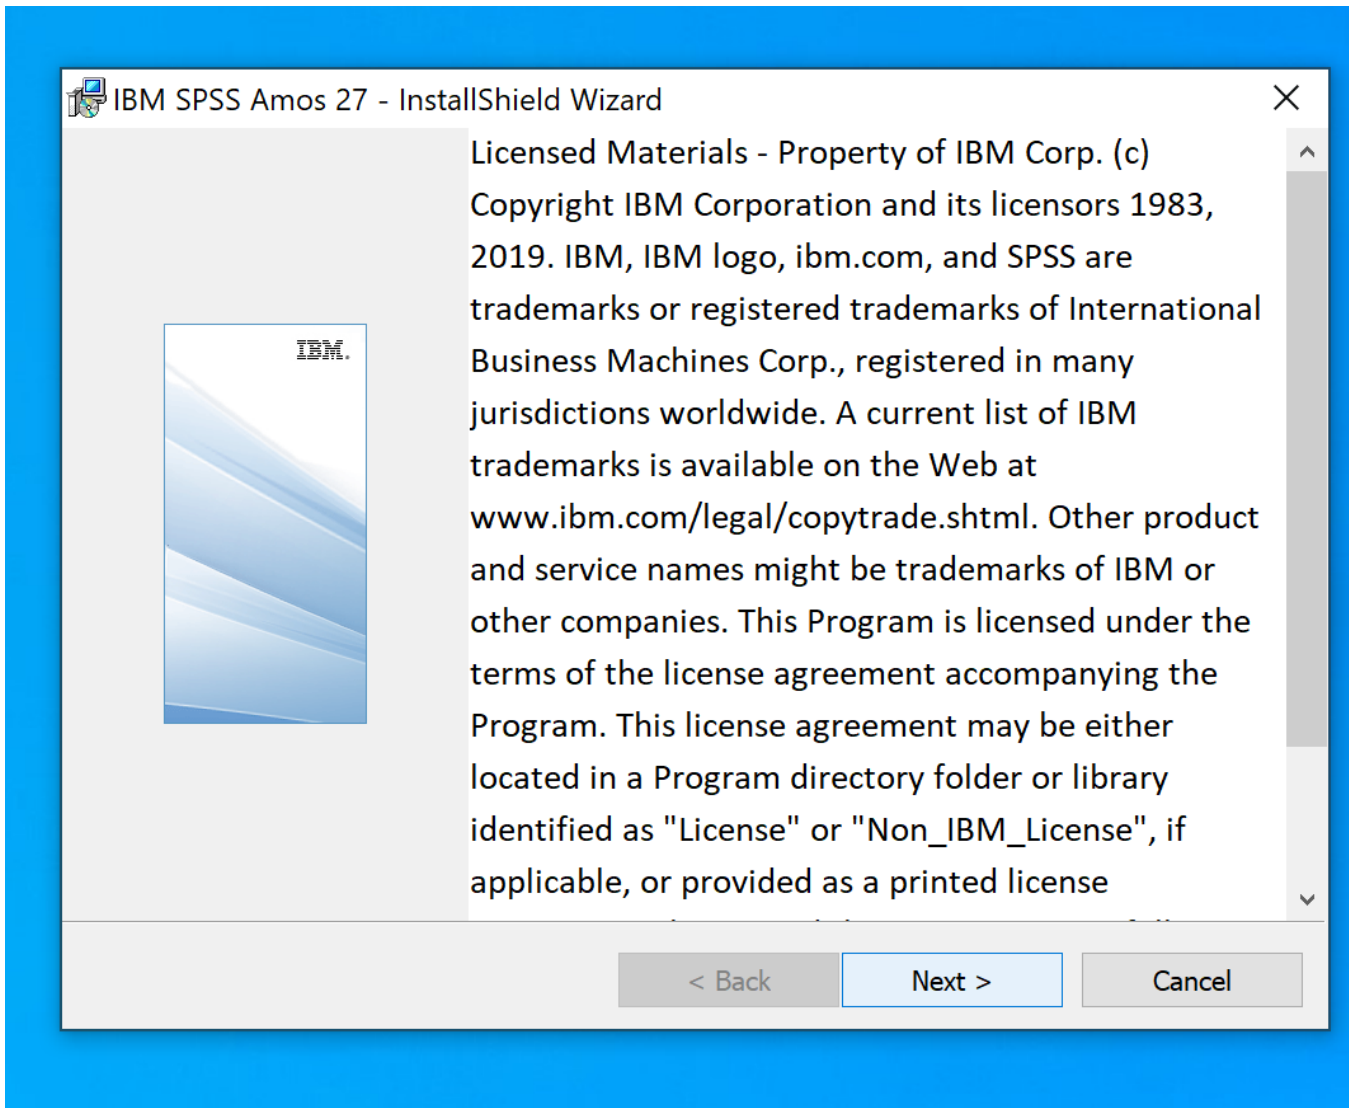 IBM SPSS Amos 27 - InstallShield Wizard
Licensed Materials - Property of IBM Corp. (c)
Copyright IBM Corporation and its licensors 1983,
2019. IBM, IBM logo, ibm.com, and SPSS are
trademarks or registered trademarks of International
Business Machines Corp., registered in many
jurisdictions worldwide. A current list of IBM
trademarks is available on the Web at
www.ibm.com/legal/copytrade.shtml. Other product
and service names might be trademarks of IBM or
other companies. This Program is licensed under the
terms of the license agreement accompanying the
Program. This license agreement may be either
located in a Program directory folder or library
identified as "License" or "Non_IBM_License", if
applicable, or provided as a printed license
IBM.
< Back
Next >
Cancel